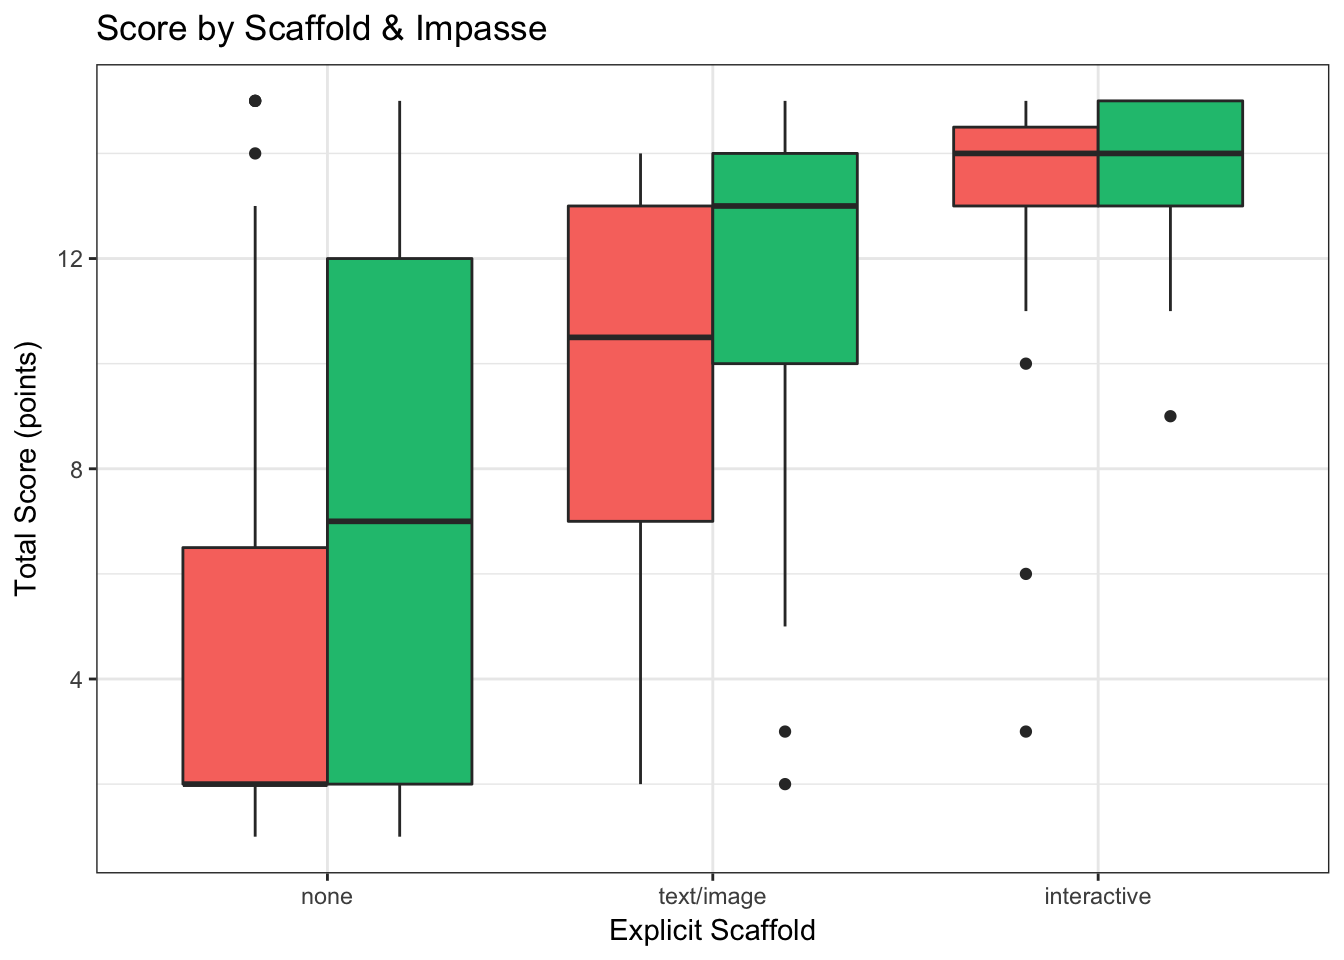 Score by Scaffold & Impasse
Total Score (points)
12
8
4
none
text/image
interactive
Explicit Scaffold